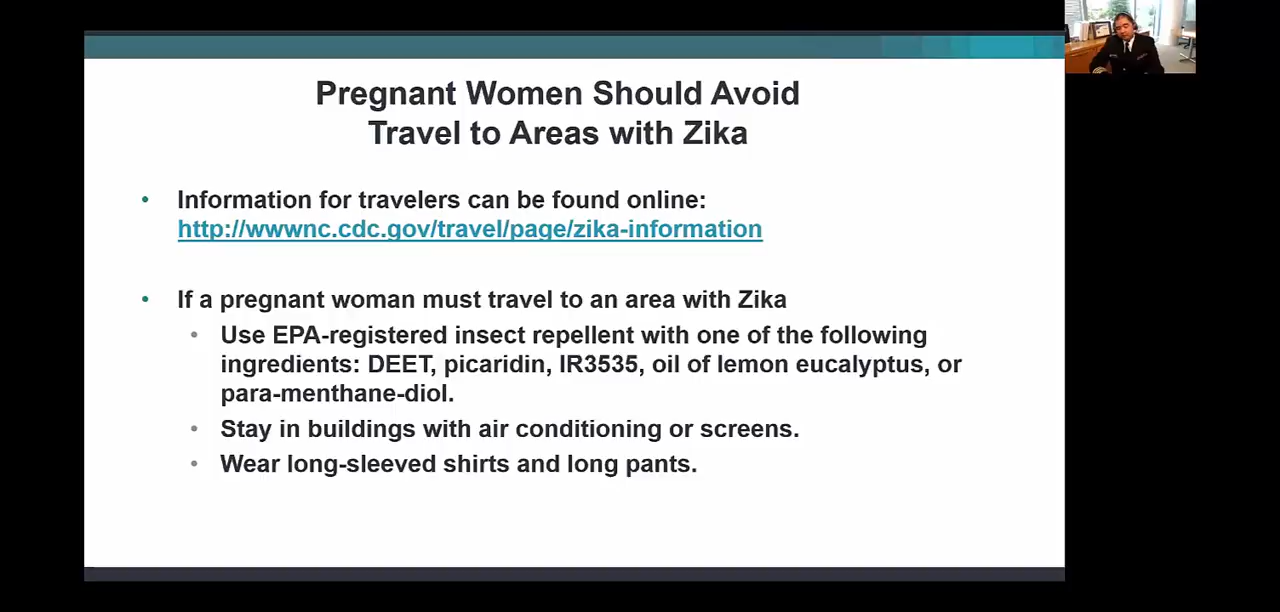 Pregnant Women Should Avoid
Travel to Areas with Zika
• Information for travelers can be found online:
http://wwwnc.cdc.gov/travel/page/zika-information
• If a pregnant woman must travel to an area with Zika
• Use EPA-registered insect repellent with one of the following
ingredients: DEET, picaridin, IR3535, oil of lemon eucalyptus, or
para-menthane-diol.
• Stay in buildings with air conditioning or screens.
• Wear long-sleeved shirts and long pants.